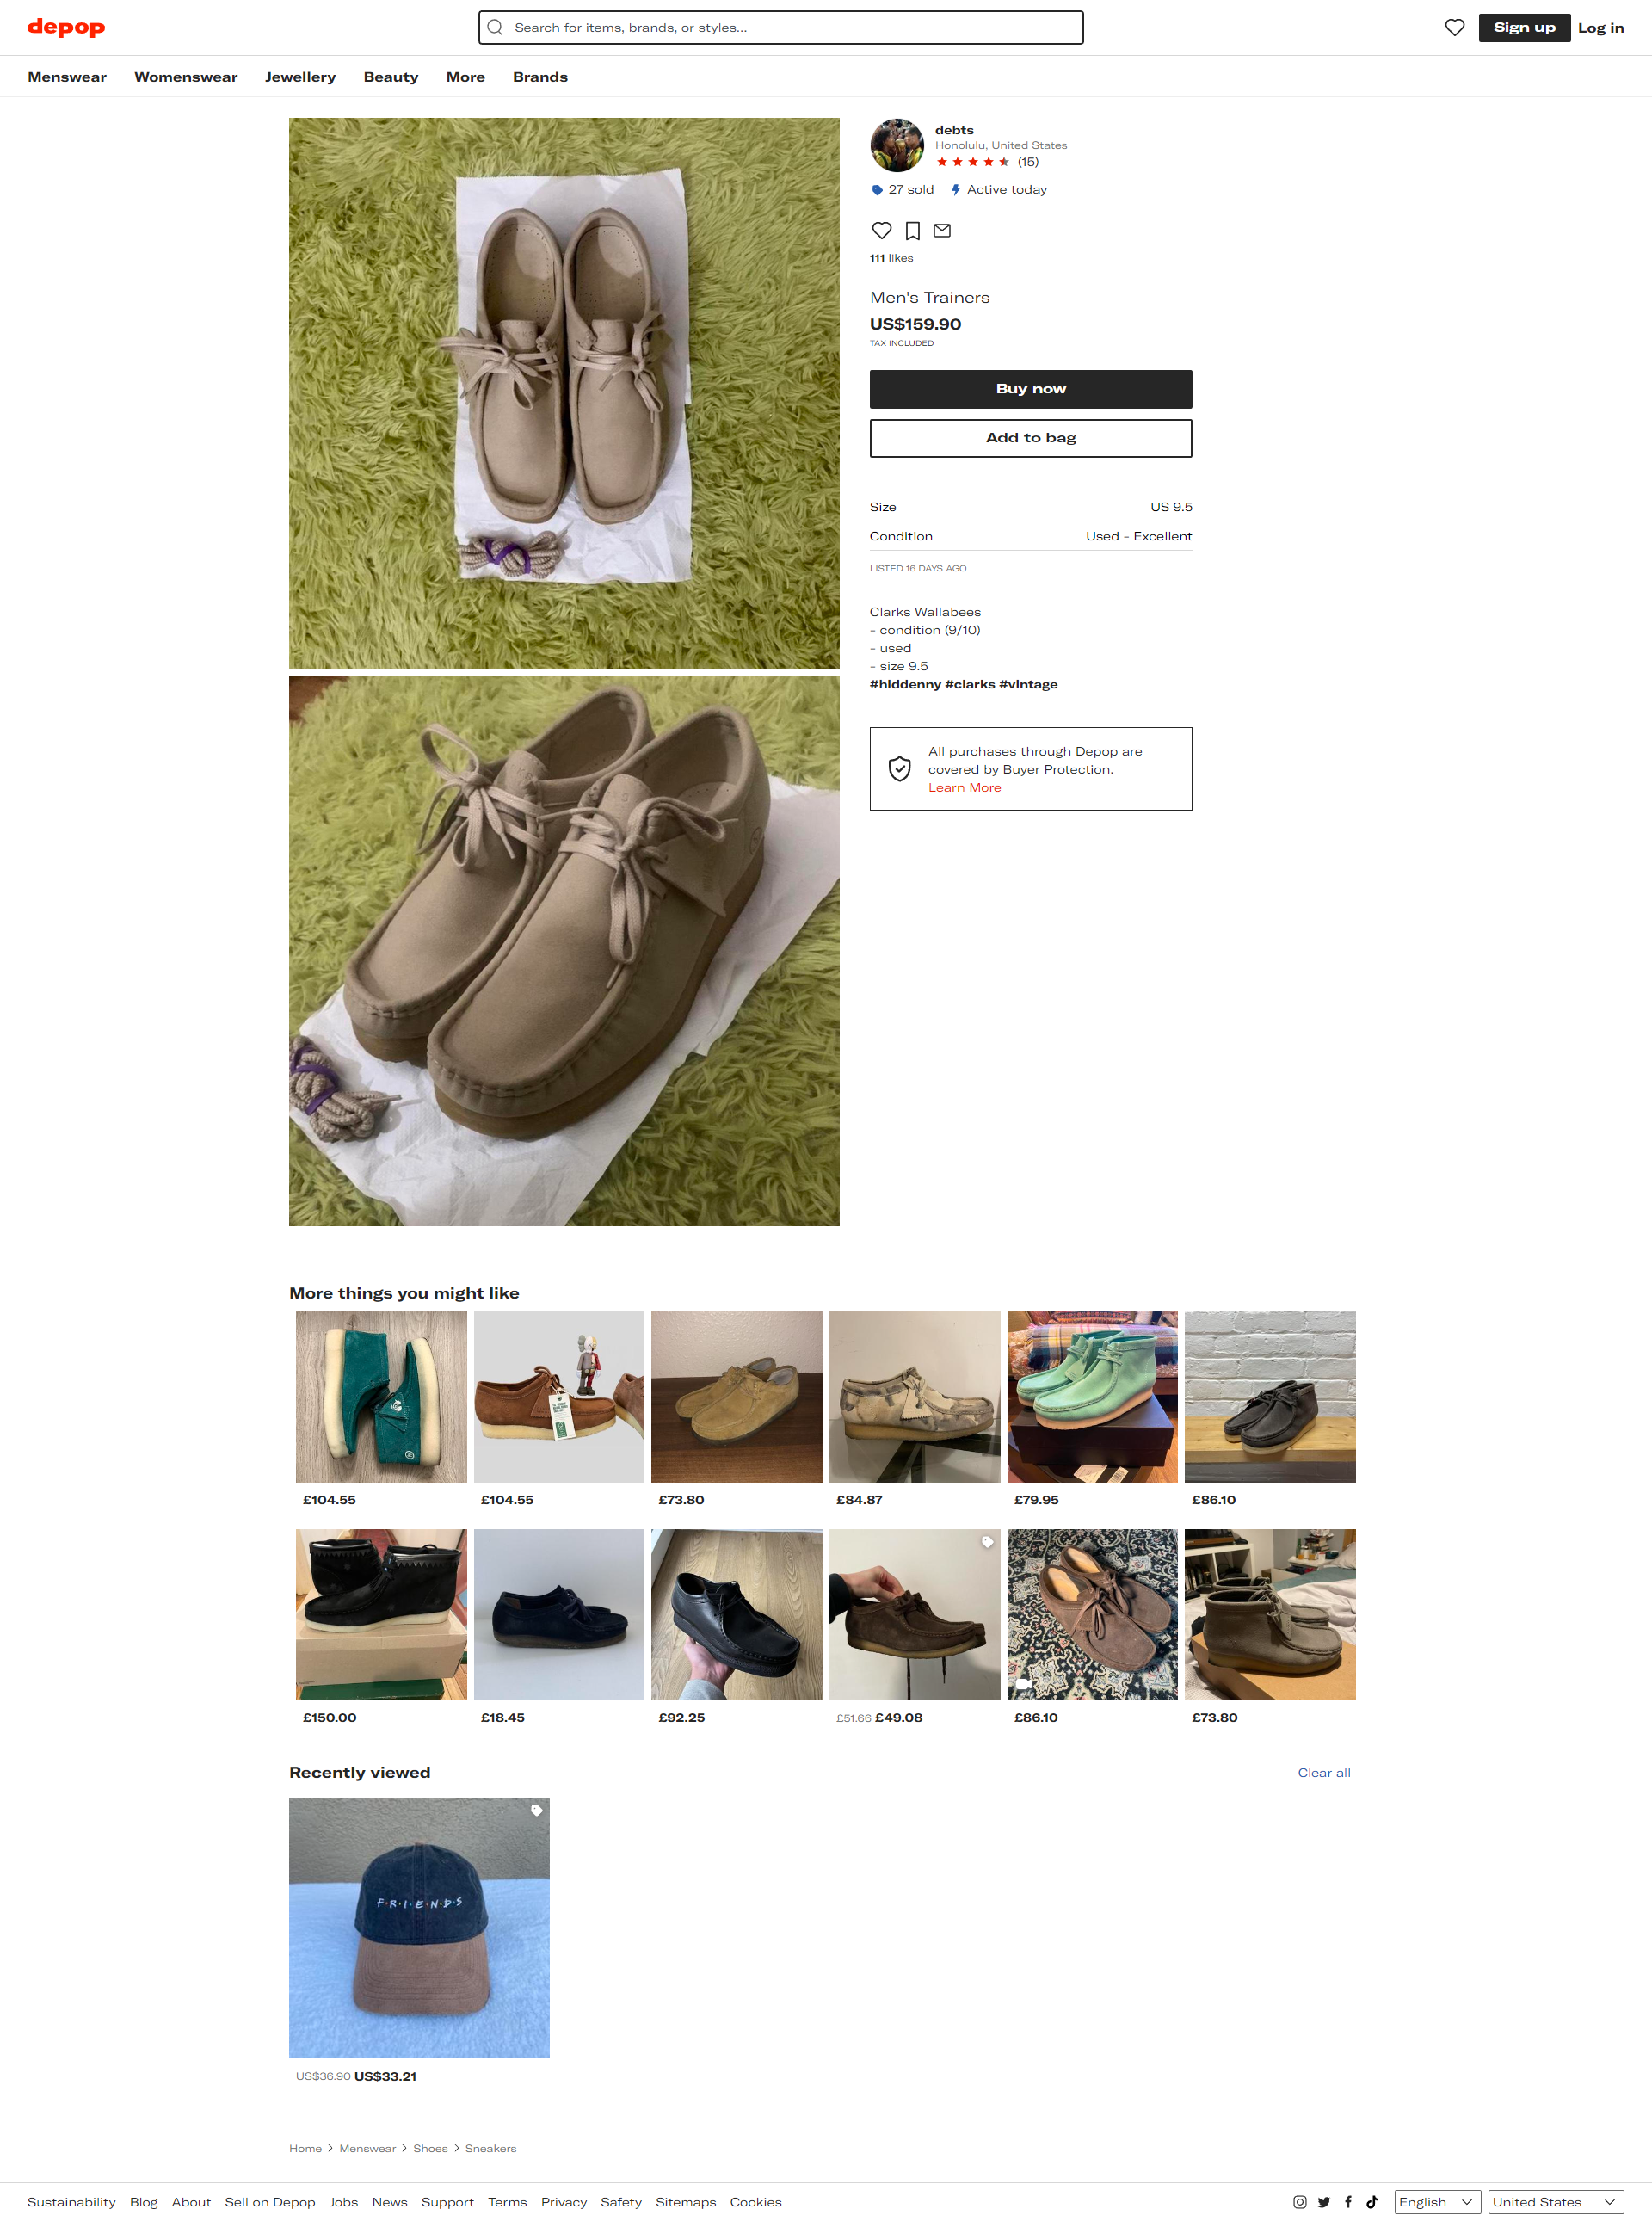 depop
Search for items, brands, or styles...
Sign up
Log in
Menswear
Womenswear
Jewellery
Beauty
More
Brands
debts
Honolulu, United States
(15)
27 sold
Active today
111 likes
Men's Trainers
US$159.90
TAX INCLUDED
Buy now
Add to bag
Size US 9.5
Condition Used - Excellent
LISTED 16 DAYS AGO
Clarks Wallabees
- condition (9/10)
- used
- size 9.5
#hiddenny #clarks #vintage
All purchases through Depop are
covered by Buyer Protection.
Learn More
More things you might like
£104.55
£104.55
£73.80
£84.87
£79.95
£86.10
£150.00
£18.45
£92.25
£51.66 £49.08
£86.10
£73.80
Recently viewed
Clear all
F·R·I·E·N·D·S
US$36.90 US$33.21
Home > Menswear > Shoes > Sneakers
Sustainability
Blog
About
Sell on Depop
Jobs
News
Support
Terms
Privacy
Safety
Sitemaps
Cookies
English
United States